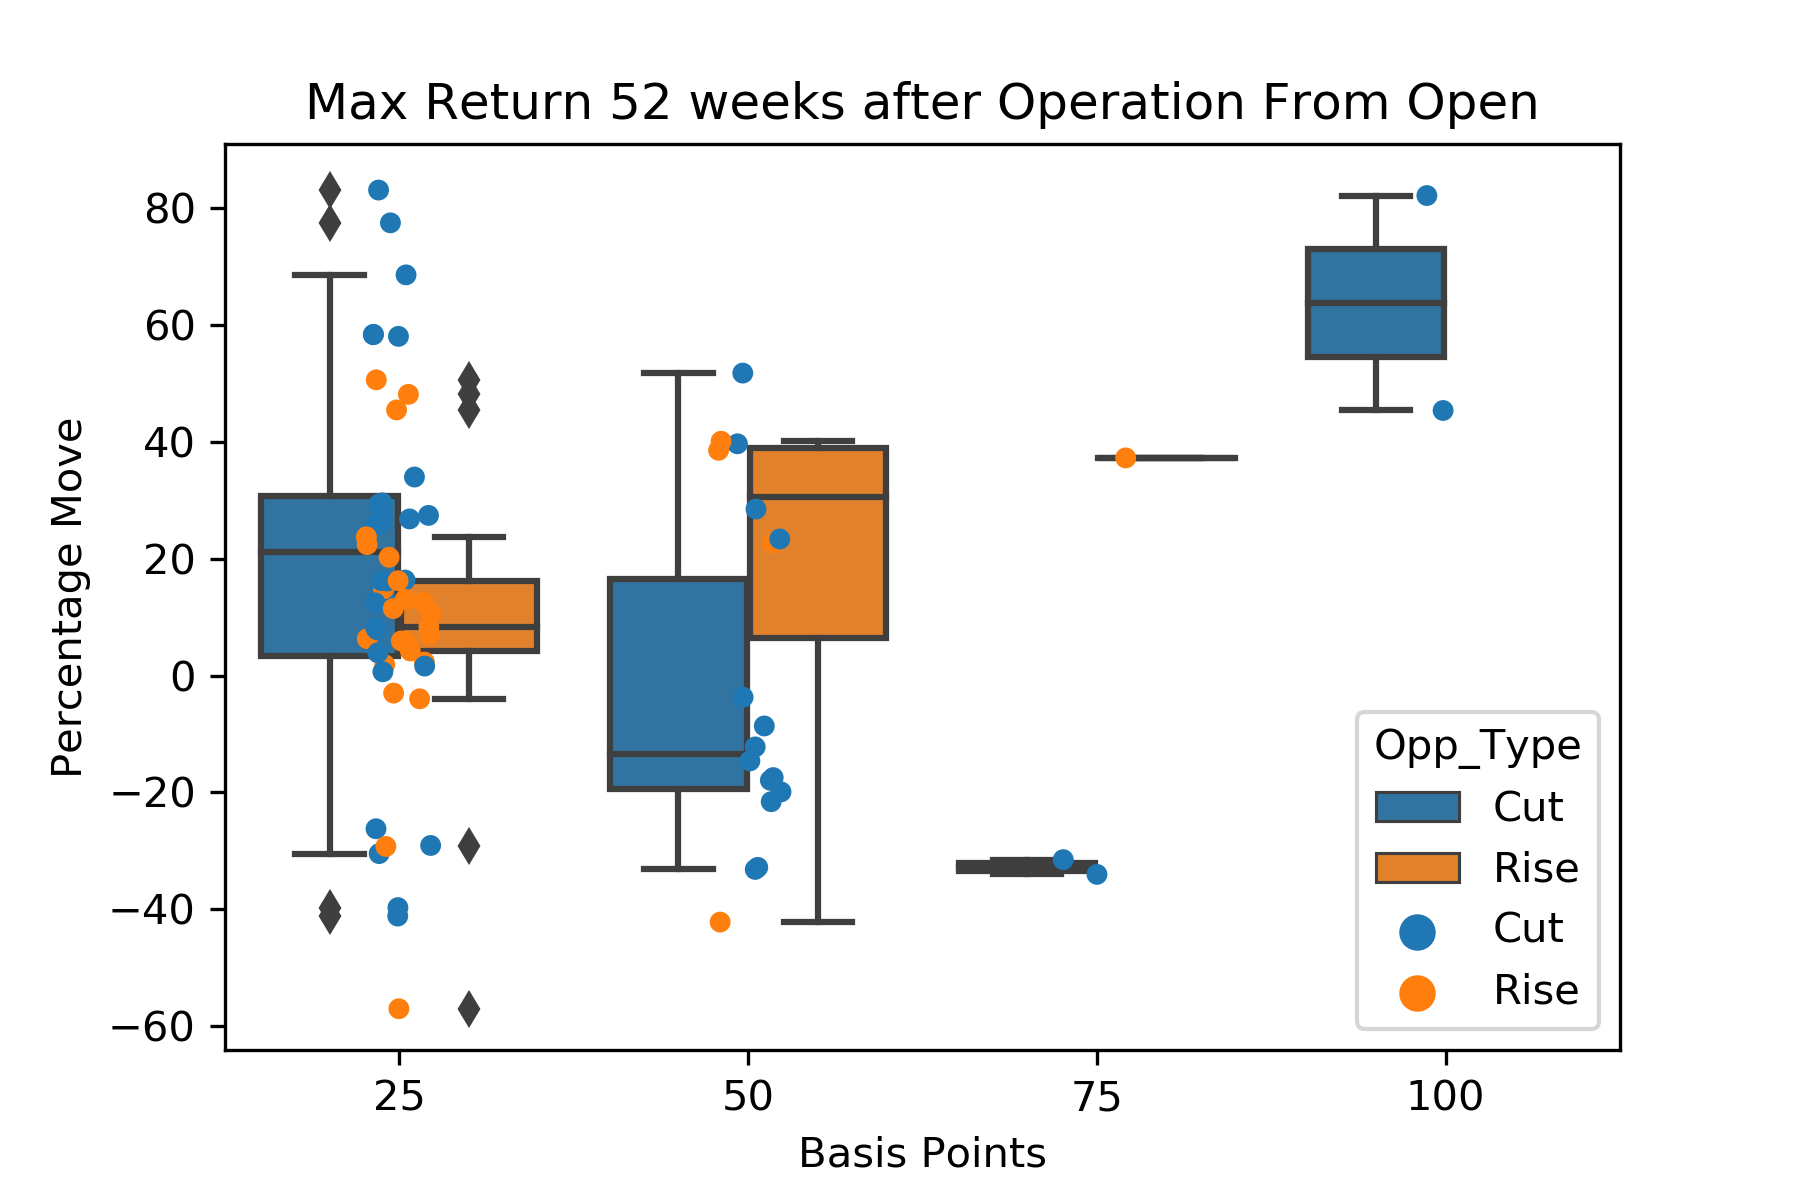 Max Return 52 weeks after Operation From Open
Percentage Move
80
60
40
20
0
−20
−40
−60
25 50 75 100
Basis Points
Opp_Type
Cut
Rise
Cut
Rise